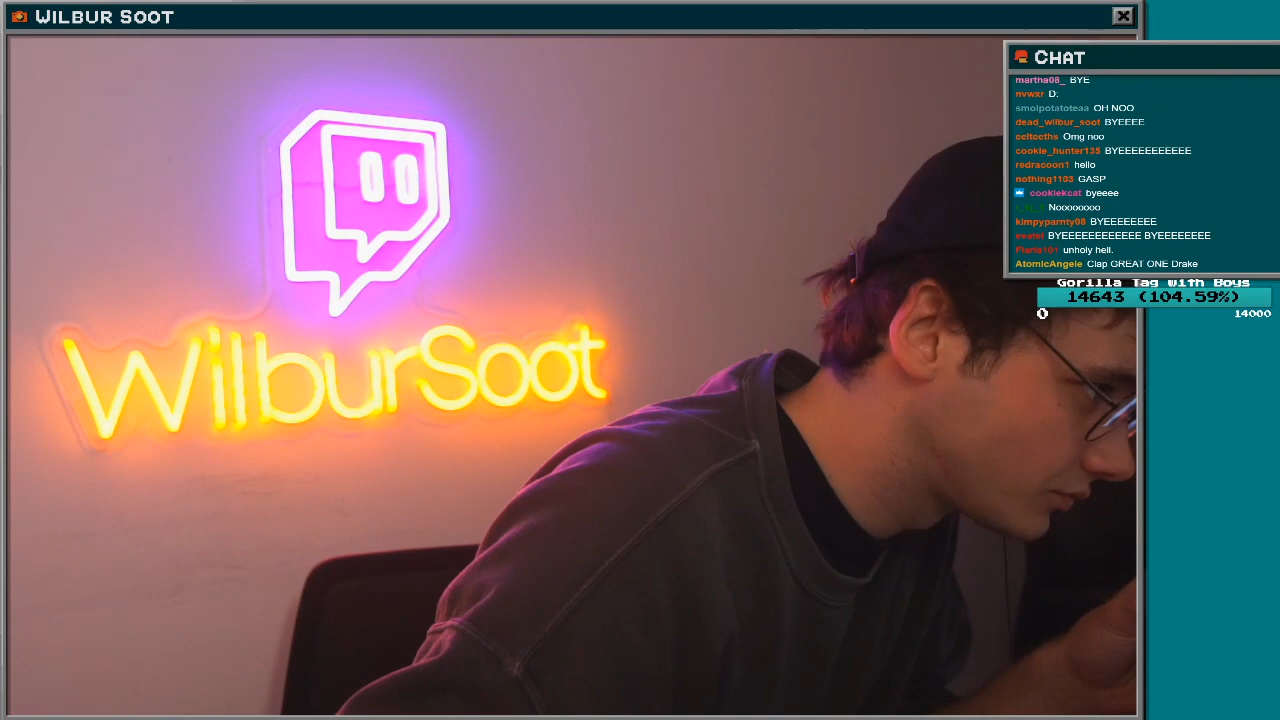 WILBUR SOOT
WilburSoot
CHAT
martha08_ BYE
nvwxr D:
smolpotatoteaa OH NOO
dead_wilbur_soot BYEEEE
eelteeths Omg noo
cookie_hunter135 BYEEEEEEEEEEE
redracoon1 hello
nothing1103 GASP
cookiekcat byeeee
Noooooooo
kimpyparnty08 BYEEEEEEEE
BYEEEEEEEEEEEE BYEEEEEEEE
unholy hell.
AtomicAngele Clap GREAT ONE Drake
Gorilla Tag with Boys
14643 (104.59%)
0
14000